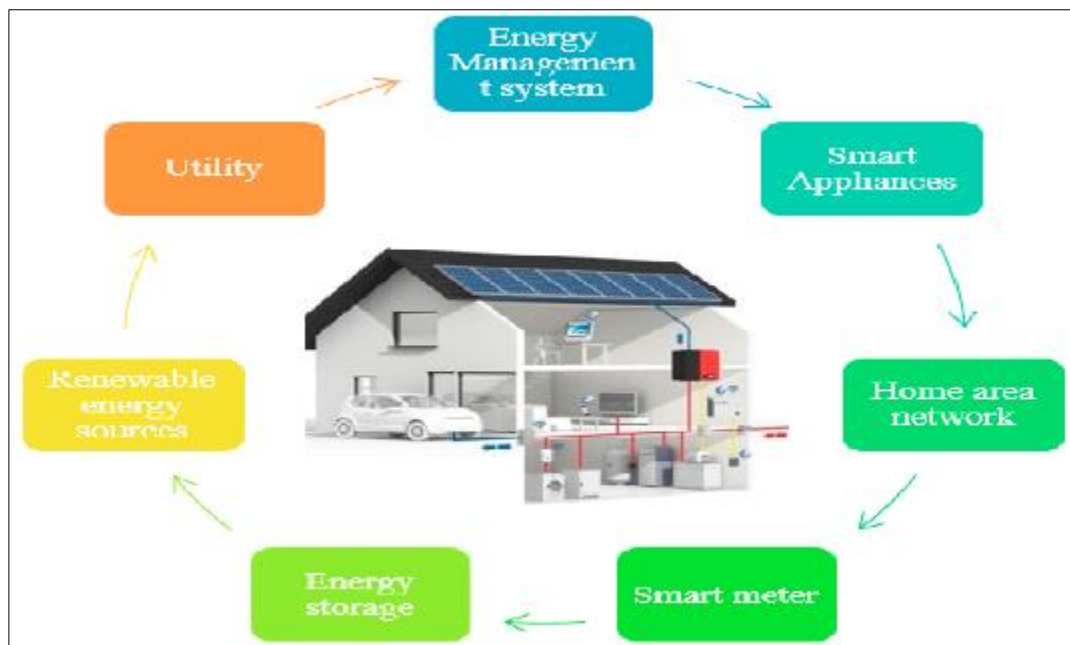 Energy
Managemen
t system
Smart
Appliances
Home area
network
Smart meter
Energy
storage
Renewable
energy
sources
Utility